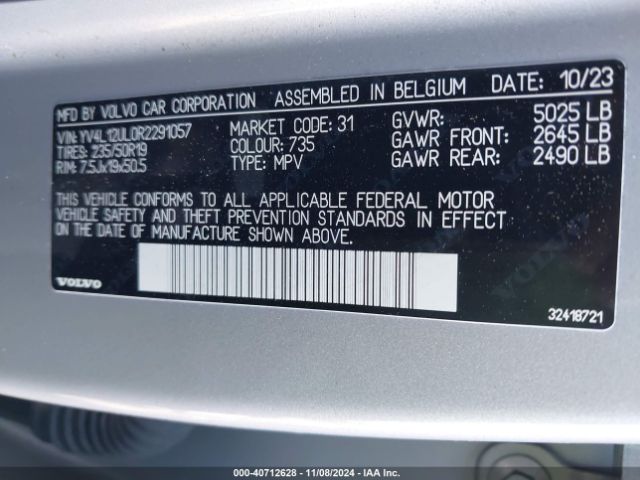 MFD BY VOLVO CAR CORPORATION ASSEMBLED IN BELGIUM DATE: 10/23
VIN: YV4L12UL0R2291057 MARKET CODE: 31 GVWR: 5025 LB
TIRES: 235/50R19 COLOUR: 735 GAWR FRONT: 2645 LB
RIM: 7.5Jx19x50.5 TYPE: MPV GAWR REAR: 2490 LB
THIS VEHICLE CONFORMS TO ALL APPLICABLE FEDERAL MOTOR
VEHICLE SAFETY AND THEFT PREVENTION STANDARDS IN EFFECT
ON THE DATE OF MANUFACTURE SHOWN ABOVE.
VOLVO
32418721
000-40712628 - 11/08/2024 - IAAI.com